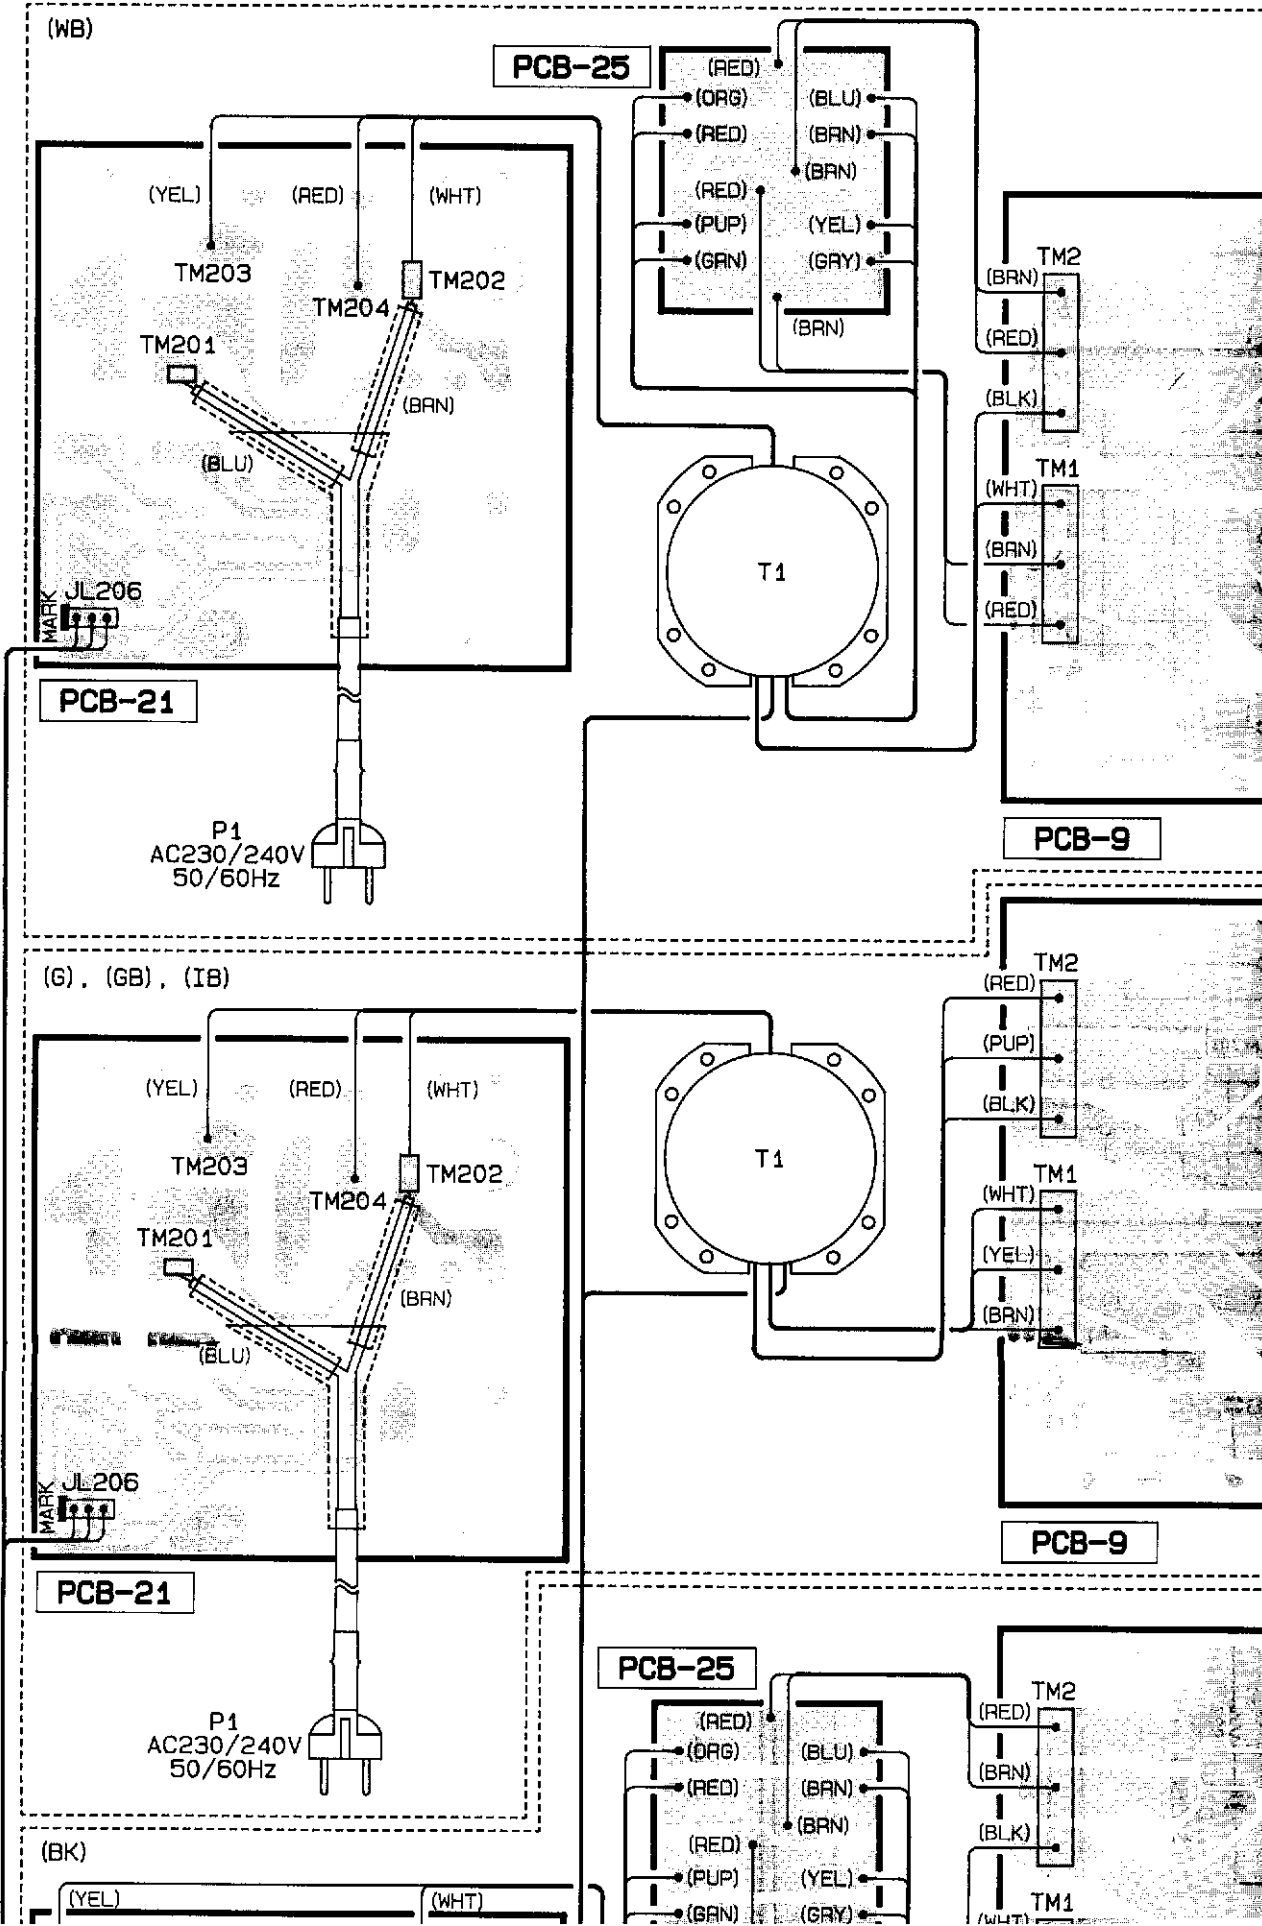 (WB)
PCB-25
(RED)
(ORG)
(BLU)
(RED)
(BRN)
(BRN)
(RED)
(PUP)
(YEL)
(GRN)
(GRY)
(BRN)
(YEL)
(RED)
(WHT)
TM203
TM204
TM202
TM201
(BRN)
(BLU)
MARK
JL206
PCB-21
P1
AC230/240V
50/60Hz
T1
TM2
(BRN)
(RED)
(BLK)
TM1
(WHT)
(BRN)
(RED)
PCB-9
(G), (GB), (IB)
(YEL)
(RED)
(WHT)
TM203
TM204
TM202
TM201
(BRN)
(BLU)
MARK
JL206
PCB-21
P1
AC230/240V
50/60Hz
T1
TM2
(RED)
(PUP)
(BLK)
TM1
(WHT)
(YEL)
(BRN)
PCB-9
(BK)
(YEL)
(WHT)
PCB-25
(RED)
(ORG)
(BLU)
(RED)
(BRN)
(BRN)
(RED)
(PUP)
(YEL)
(GRN)
(GRY)
TM2
(RED)
(BRN)
(BLK)
TM1
(WHT)